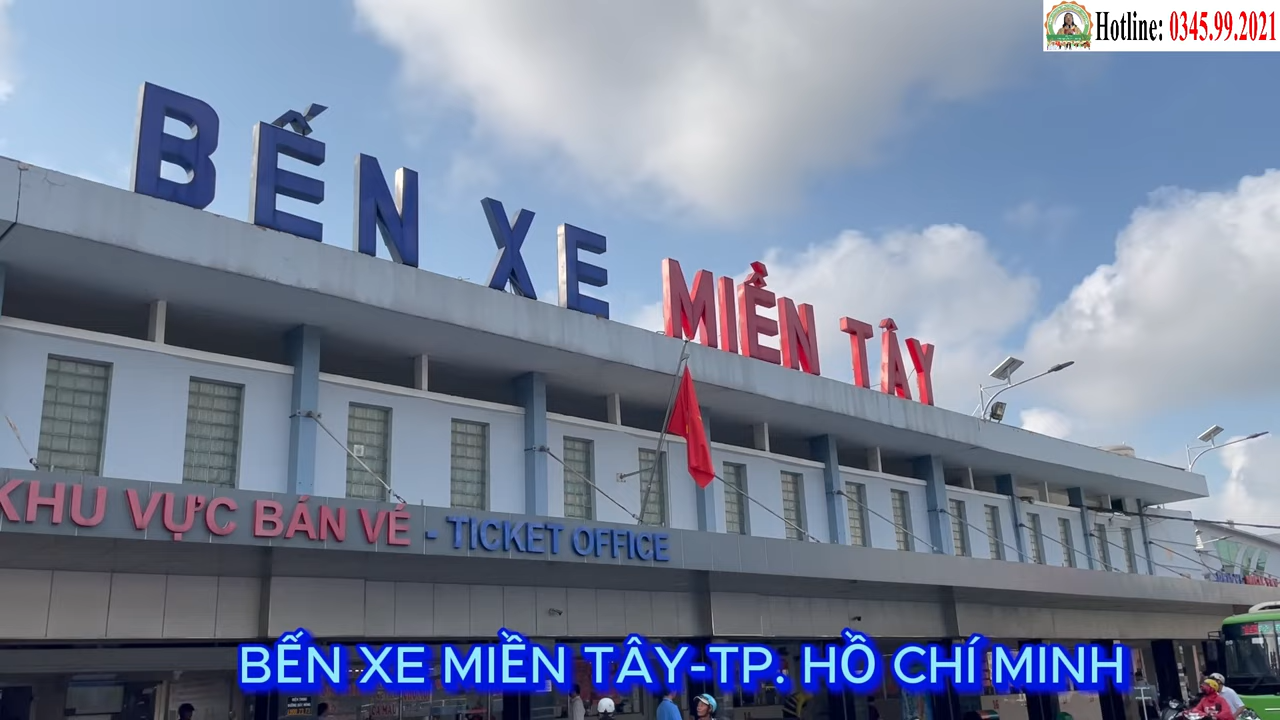 Hotline: 0345.99.2021
BẾN XE MIỀN TÂY
KHU VỰC BÁN VÉ - TICKET OFFICE
BẾN XE MIỀN TÂY-TP. HỒ CHÍ MINH